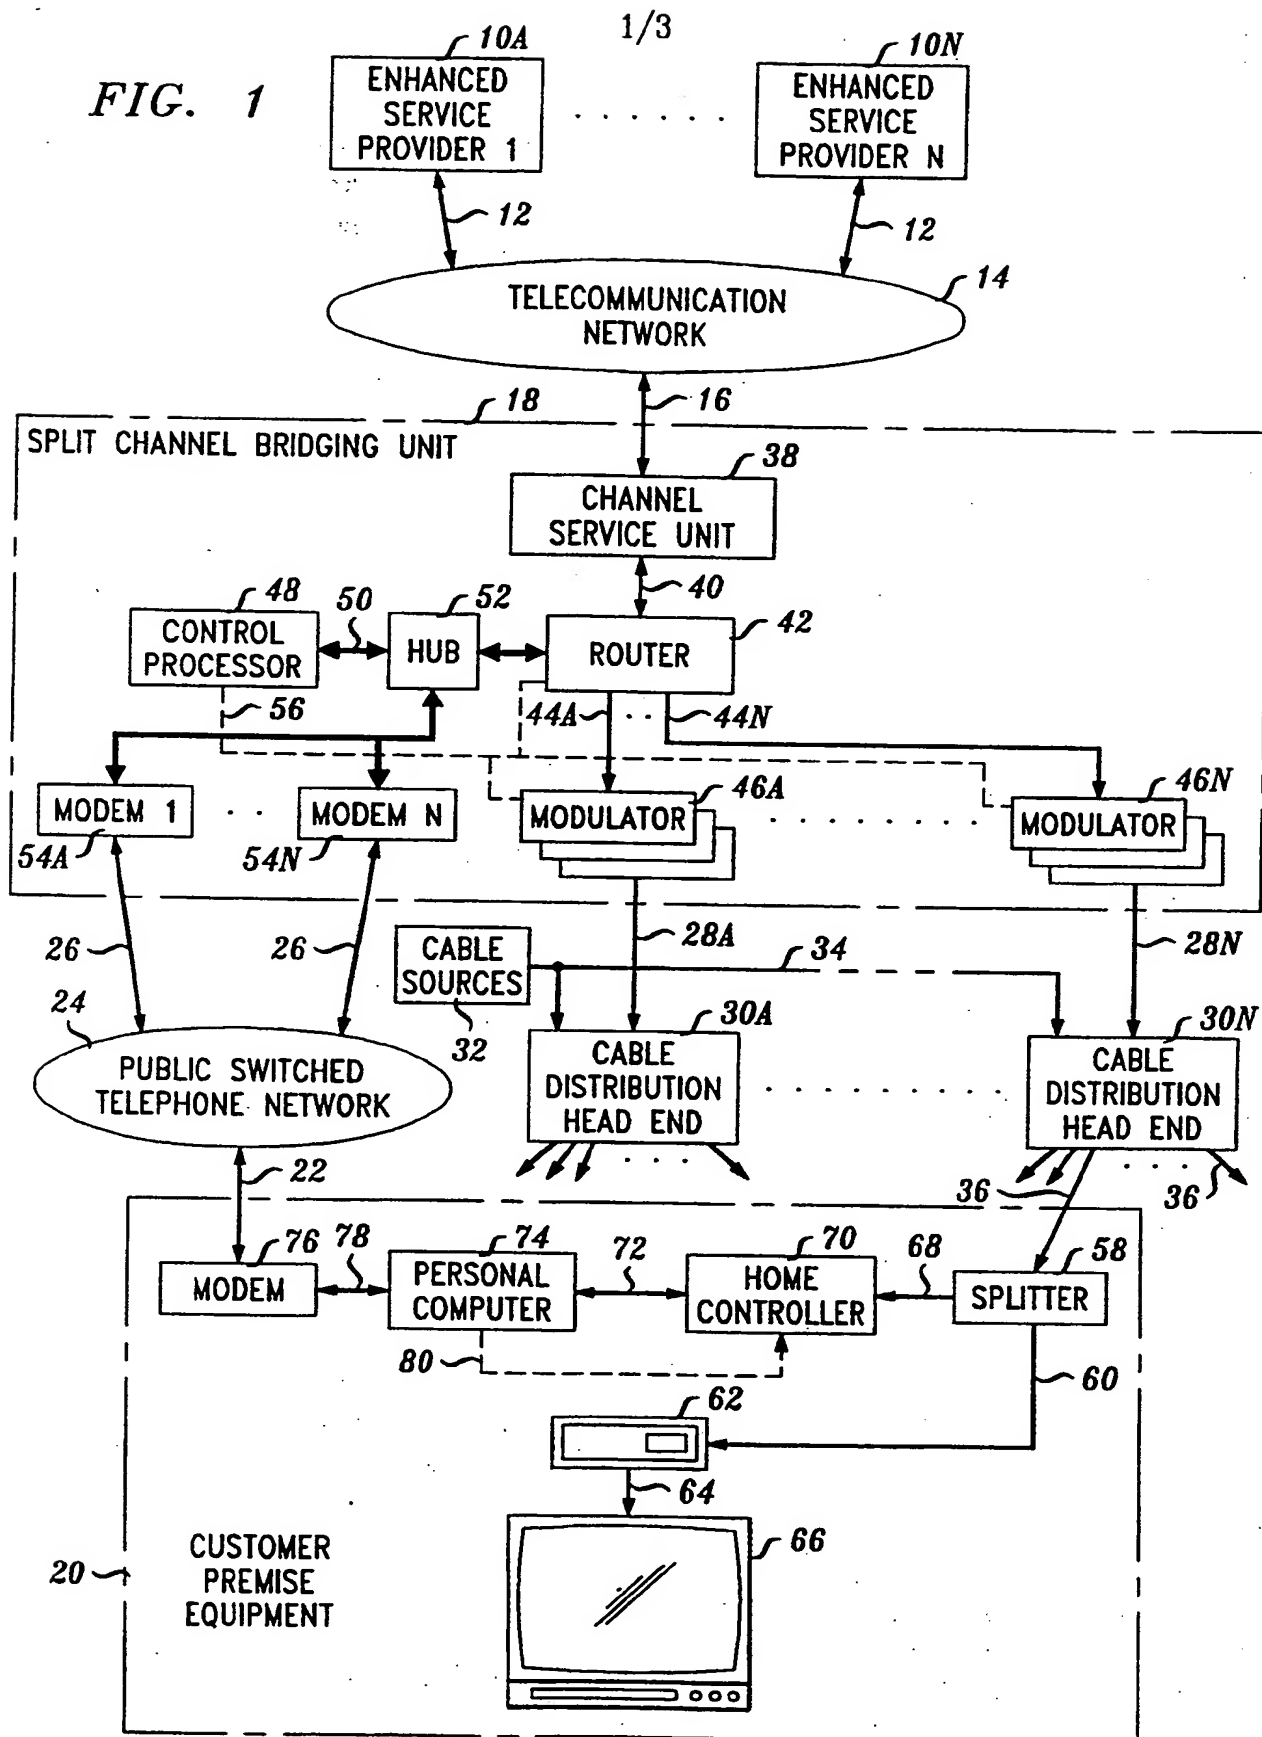 1/3
FIG. 1
10A
ENHANCED
SERVICE
PROVIDER 1
10N
ENHANCED
SERVICE
PROVIDER N
12
12
14
TELECOMMUNICATION
NETWORK
16
18
SPLIT CHANNEL BRIDGING UNIT
38
CHANNEL
SERVICE UNIT
40
48
CONTROL
PROCESSOR
50
52
HUB
42
ROUTER
56
44A
44N
MODEM 1
54A
MODEM N
54N
46A
MODULATOR
46N
MODULATOR
26
26
28A
28N
CABLE
SOURCES
32
34
24
PUBLIC SWITCHED
TELEPHONE NETWORK
30A
CABLE
DISTRIBUTION
HEAD END
30N
CABLE
DISTRIBUTION
HEAD END
22
36
36
76
MODEM
78
74
PERSONAL
COMPUTER
72
70
HOME
CONTROLLER
68
58
SPLITTER
80
60
62
64
66
20
CUSTOMER
PREMISE
EQUIPMENT